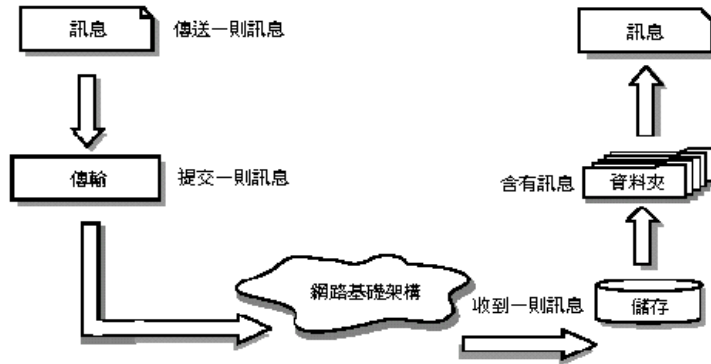 訊息
傳送一則訊息
訊息
傳輸
提交一則訊息
含有訊息
資料夾
網路基礎架構
收到一則訊息
儲存